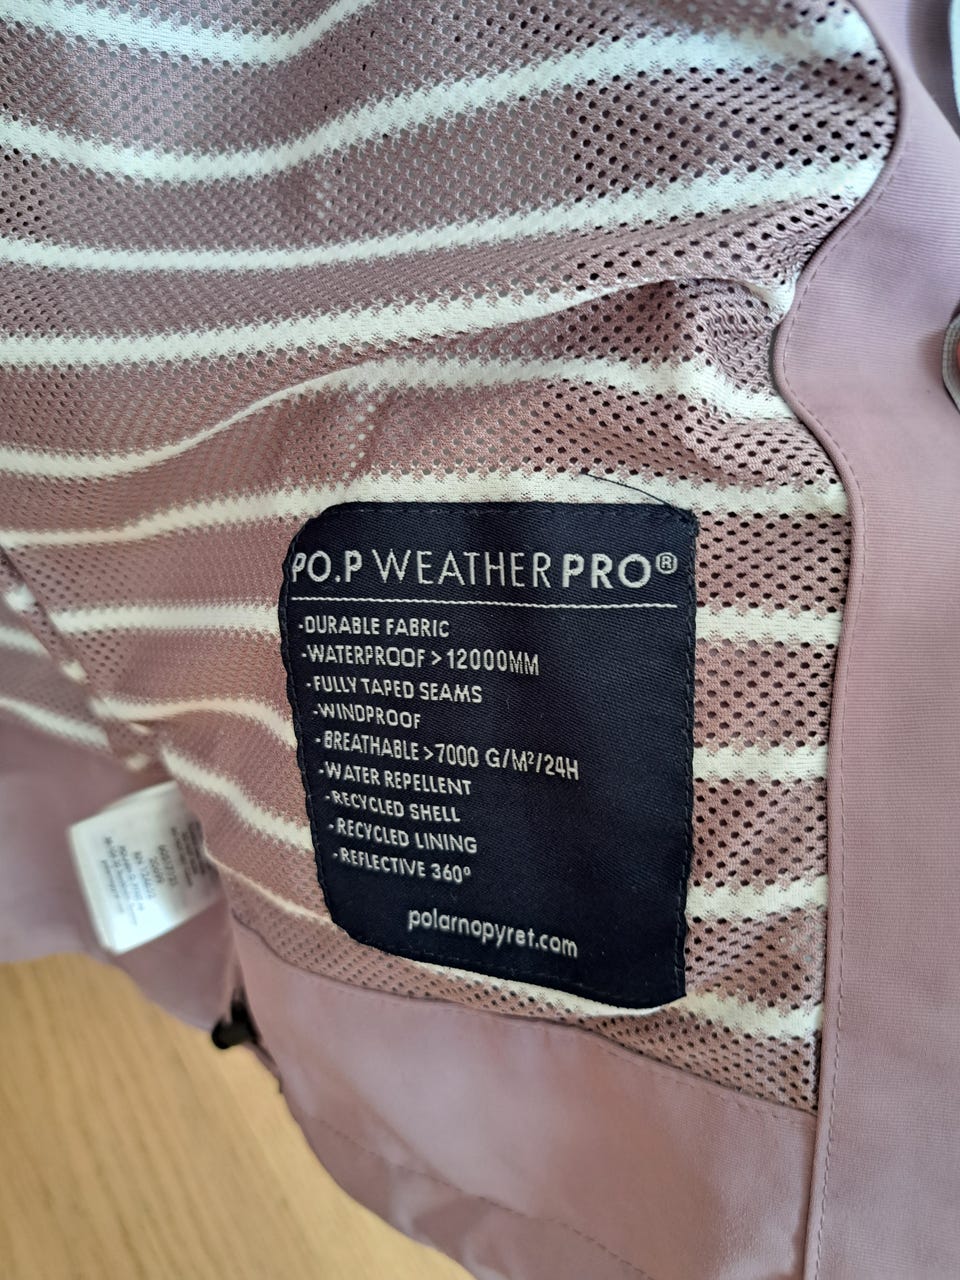 PO.P WEATHERPRO®
-DURABLE FABRIC
-WATERPROOF > 12000MM
-FULLY TAPED SEAMS
-WINDPROOF
-BREATHABLE >7000 G/M²/24H
-WATER REPELLENT
-RECYCLED SHELL
-RECYCLED LINING
-REFLECTIVE 360°
polarnopyret.com